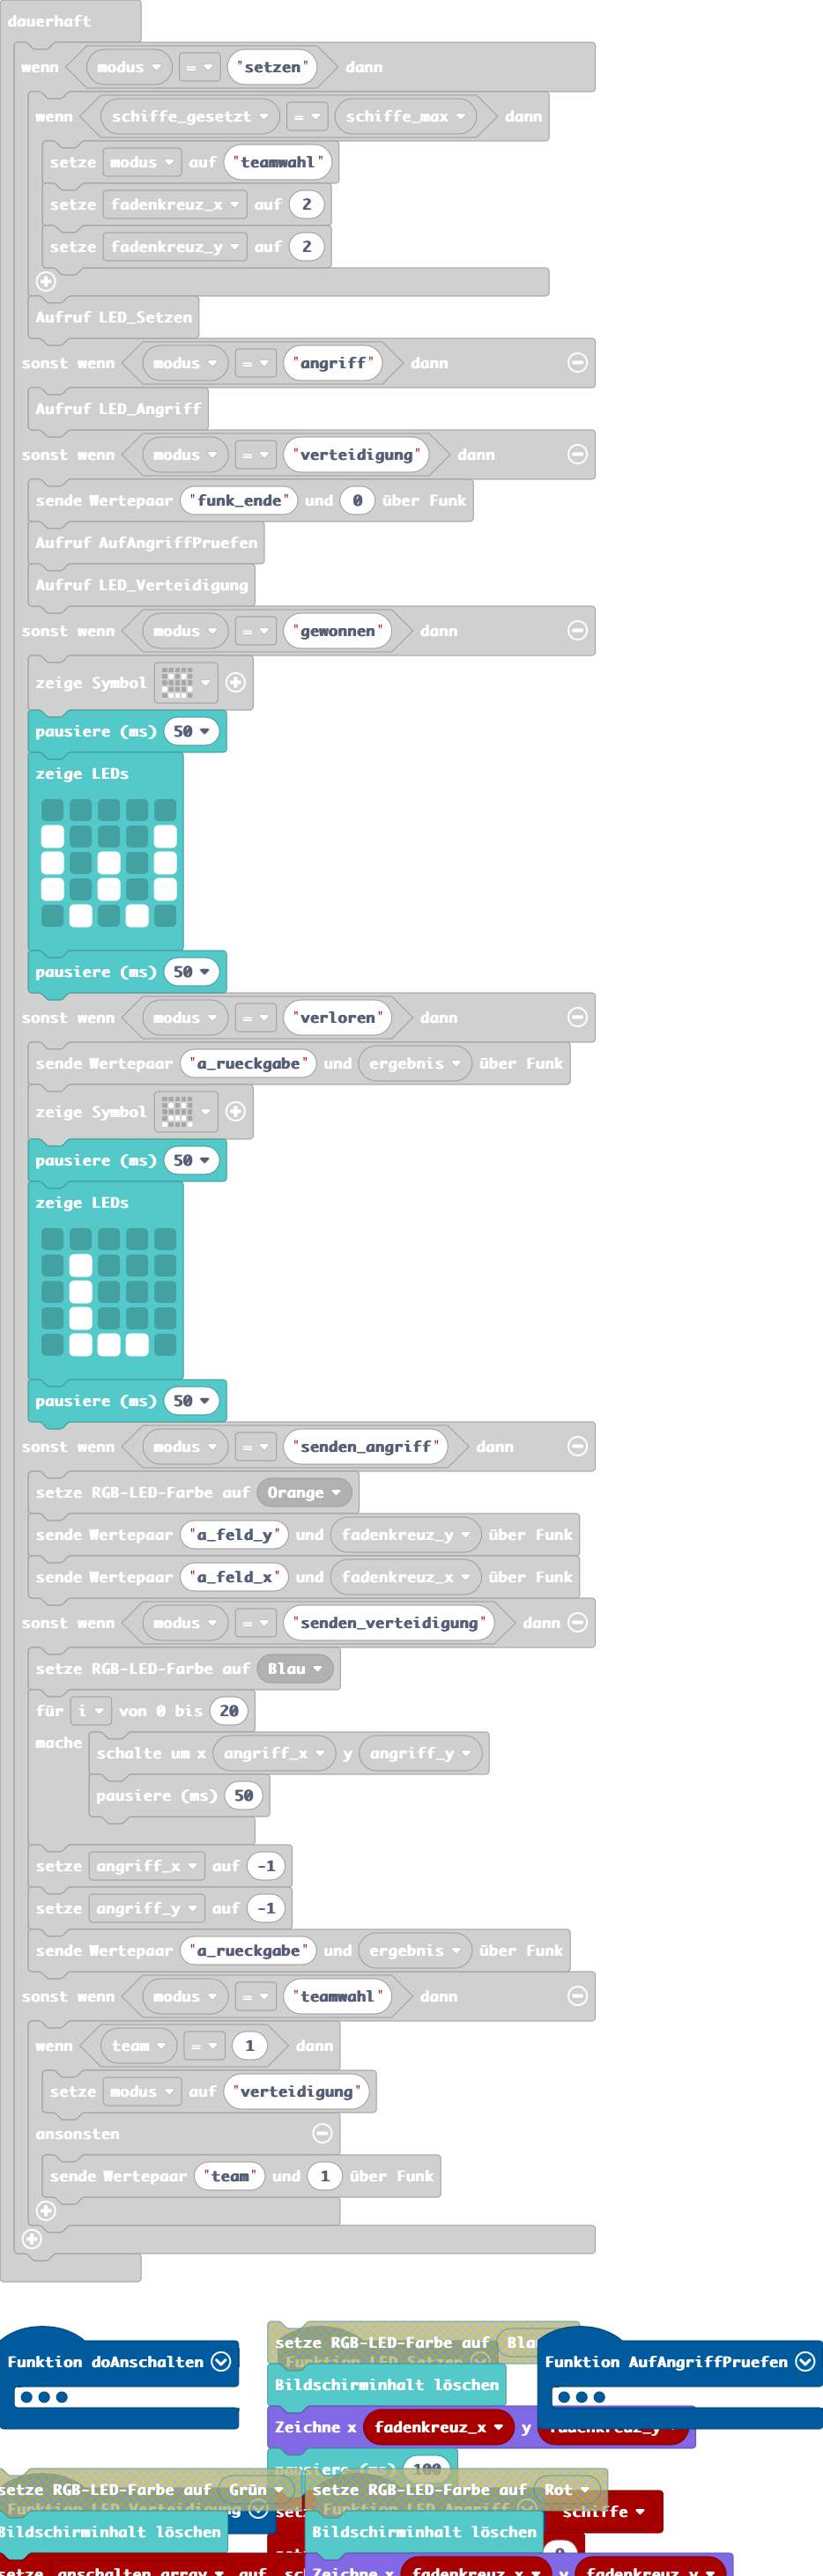 dauerhaft
wenn modus = "setzen" dann
wenn schiffe_gesetzt = schiffe_max dann
setze modus auf "teamwahl"
setze fadenkreuz_x auf 2
setze fadenkreuz_y auf 2
Aufruf LED_Setzen
sonst wenn modus = "angriff" dann
Aufruf LED_Angriff
sonst wenn modus = "verteidigung" dann
sende Wertepaar "funk_ende" und 0 über Funk
Aufruf AufAngriffPruefen
Aufruf LED_Verteidigung
sonst wenn modus = "gewonnen" dann
zeige Symbol
pausiere (ms) 50
zeige LEDs
pausiere (ms) 50
sonst wenn modus = "verloren" dann
sende Wertepaar "a_rueckgabe" und ergebnis über Funk
zeige Symbol
pausiere (ms) 50
zeige LEDs
pausiere (ms) 50
sonst wenn modus = "senden_angriff" dann
setze RGB-LED-Farbe auf Orange
sende Wertepaar "a_feld_y" und fadenkreuz_y über Funk
sende Wertepaar "a_feld_x" und fadenkreuz_x über Funk
sonst wenn modus = "senden_verteidigung" dann
setze RGB-LED-Farbe auf Blau
für i von 0 bis 20
mache schalte um x angriff_x y angriff_y
pausiere (ms) 50
setze angriff_x auf -1
setze angriff_y auf -1
sende Wertepaar "a_rueckgabe" und ergebnis über Funk
sonst wenn modus = "teamwahl" dann
wenn team = 1 dann
setze modus auf "verteidigung"
ansonsten
sende Wertepaar "team" und 1 über Funk
setze RGB-LED-Farbe auf
Funktion doAnschalten
Funktion LED_Setzen
Funktion AufAngriffPruefen
Bildschirminhalt löschen
Zeichne x fadenkreuz_x y fadenkreuz_y
pausiere (ms) 100
setze RGB-LED-Farbe auf Grün
setze RGB-LED-Farbe auf Rot
Funktion LED_Verteidigung
Funktion LED_Angriff
schiffe
Bildschirminhalt löschen
Bildschirminhalt löschen
setze anschalten_array auf
Zeichne x fadenkreuz_x y fadenkreuz_y